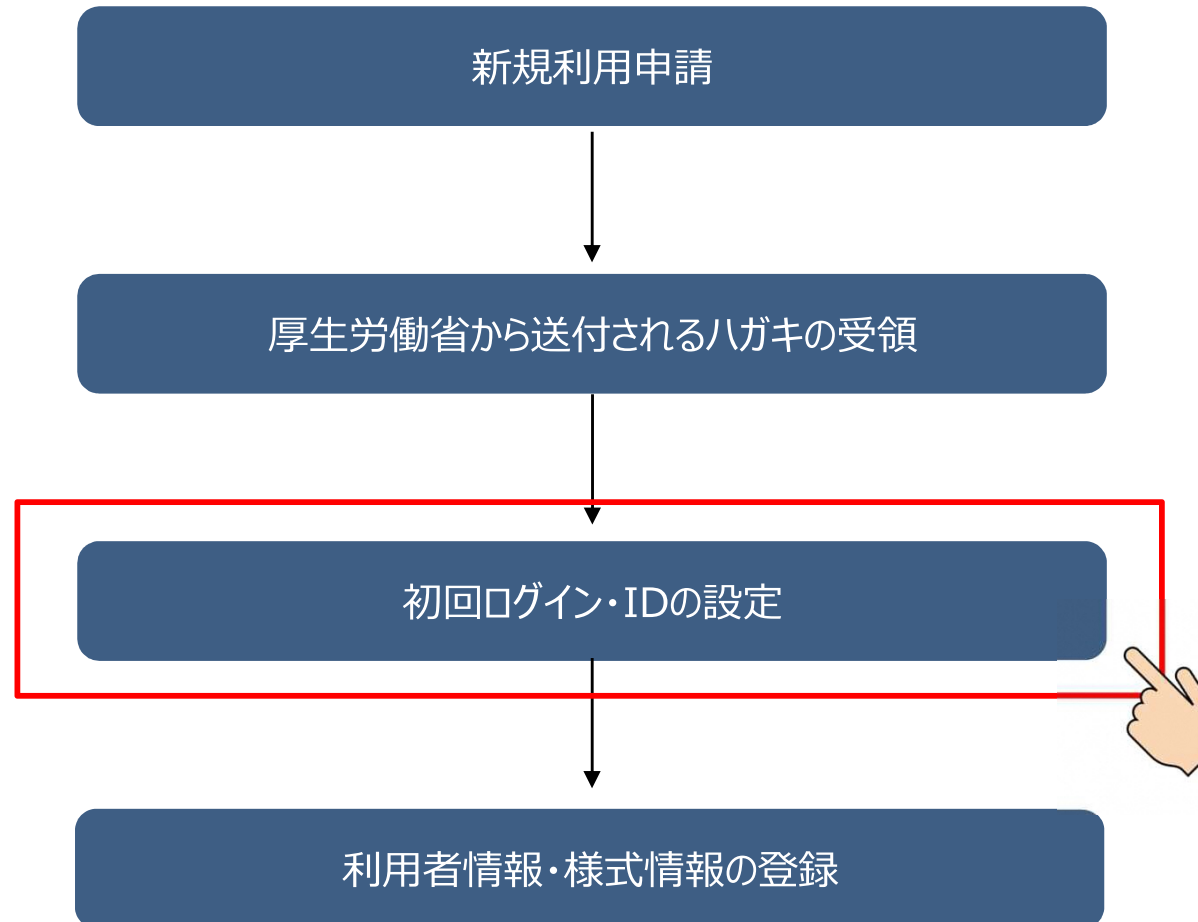 新規利用申請
厚生労働省から送付されるハガキの受領
初回ログイン・IDの設定
利用者情報・様式情報の登録